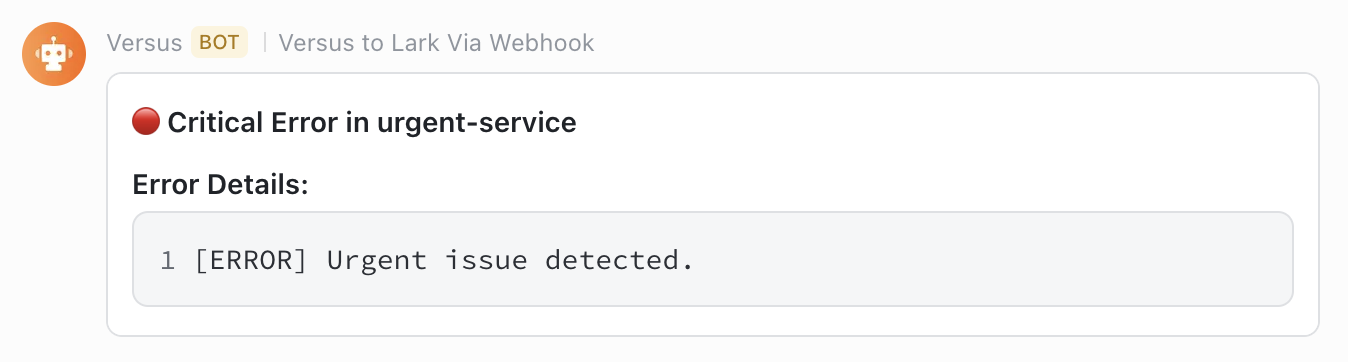 Versus BOT | Versus to Lark Via Webhook
🔴 Critical Error in urgent-service
Error Details:
1 [ERROR] Urgent issue detected.